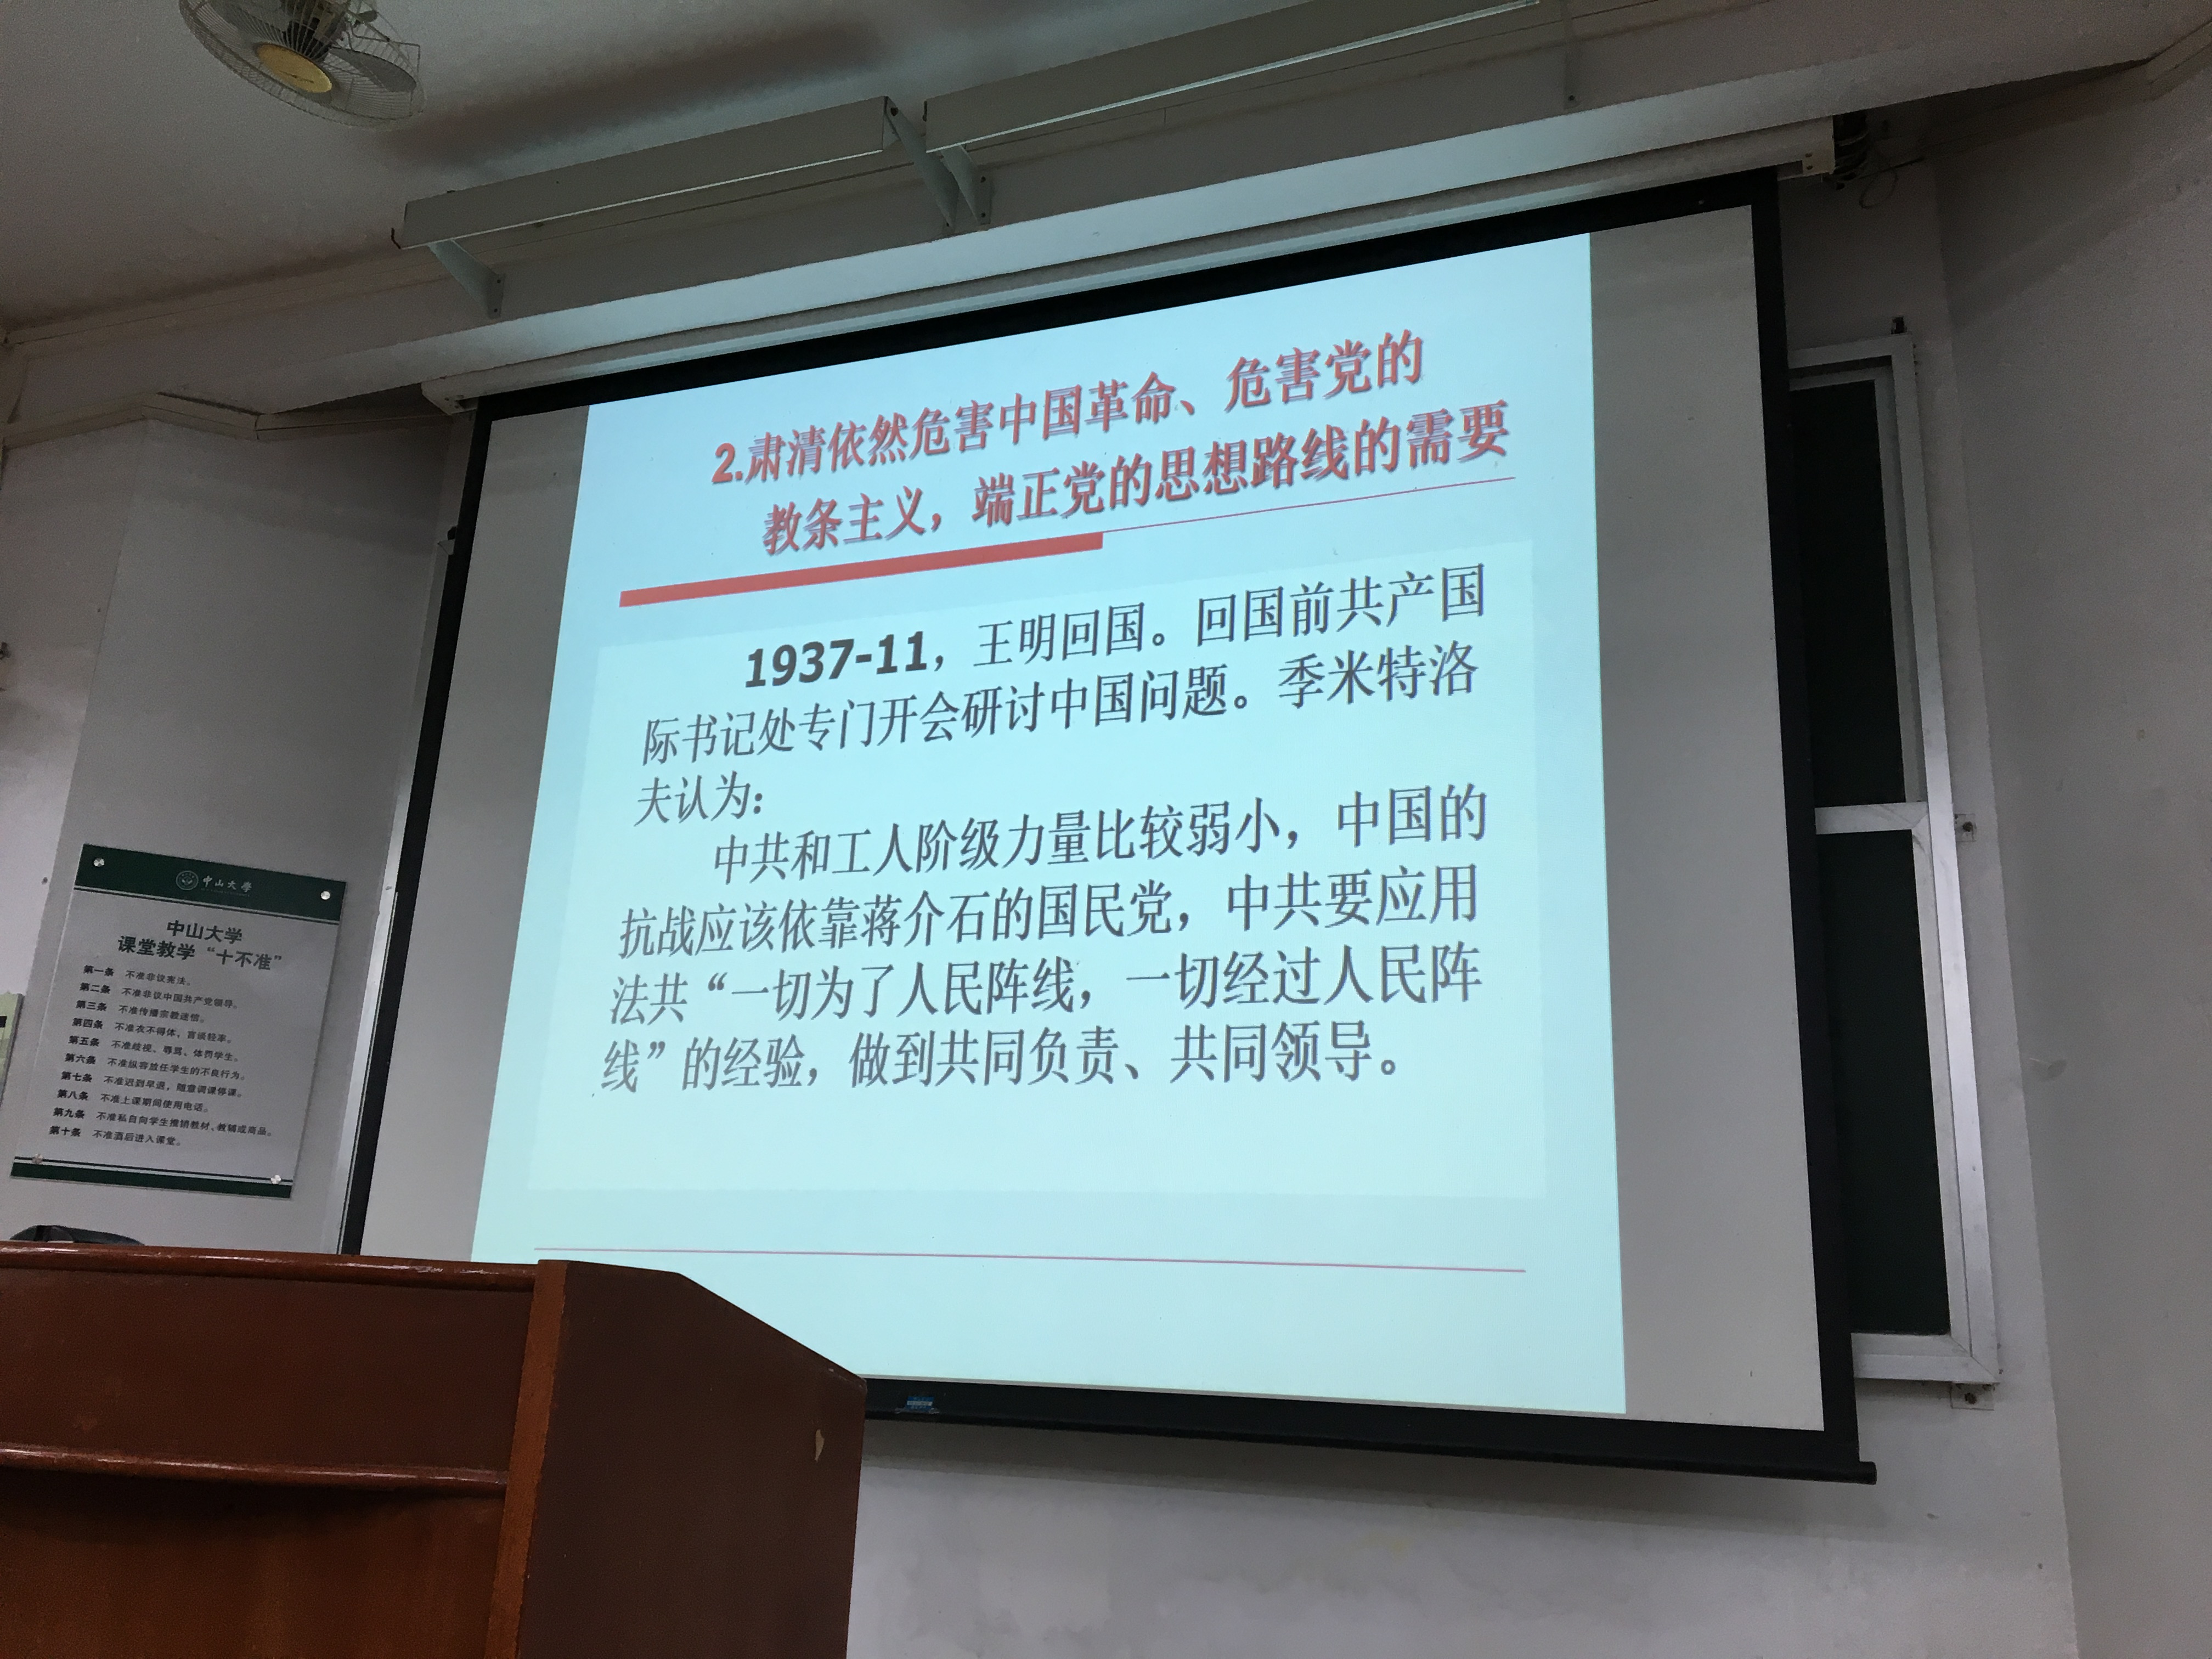 2.肃清依然危害中国革命、危害党的
教条主义，端正党的思想路线的需要
1937-11，王明回国。回国前共产国
际书记处专门开会研讨中国问题。季米特洛
夫认为：
中共和工人阶级力量比较弱小，中国的
抗战应该依靠蒋介石的国民党，中共要应用
法共“一切为了人民阵线，一切经过人民阵
线”的经验，做到共同负责、共同领导。
中山大学
中山大学
课堂教学“十不准”
第一条 不准非议宪法。
第二条 不准非议中国共产党领导。
第三条 不准传播宗教迷信。
第四条 不准衣不得体、言谈轻率。
第五条 不准歧视、辱骂、体罚学生。
第六条 不准纵容放任学生的不良行为。
第七条 不准迟到早退，随意调课停课。
第八条 不准上课期间使用电话。
第九条 不准私自向学生推销教材、教辅或商品。
第十条 不准酒后进入课堂。